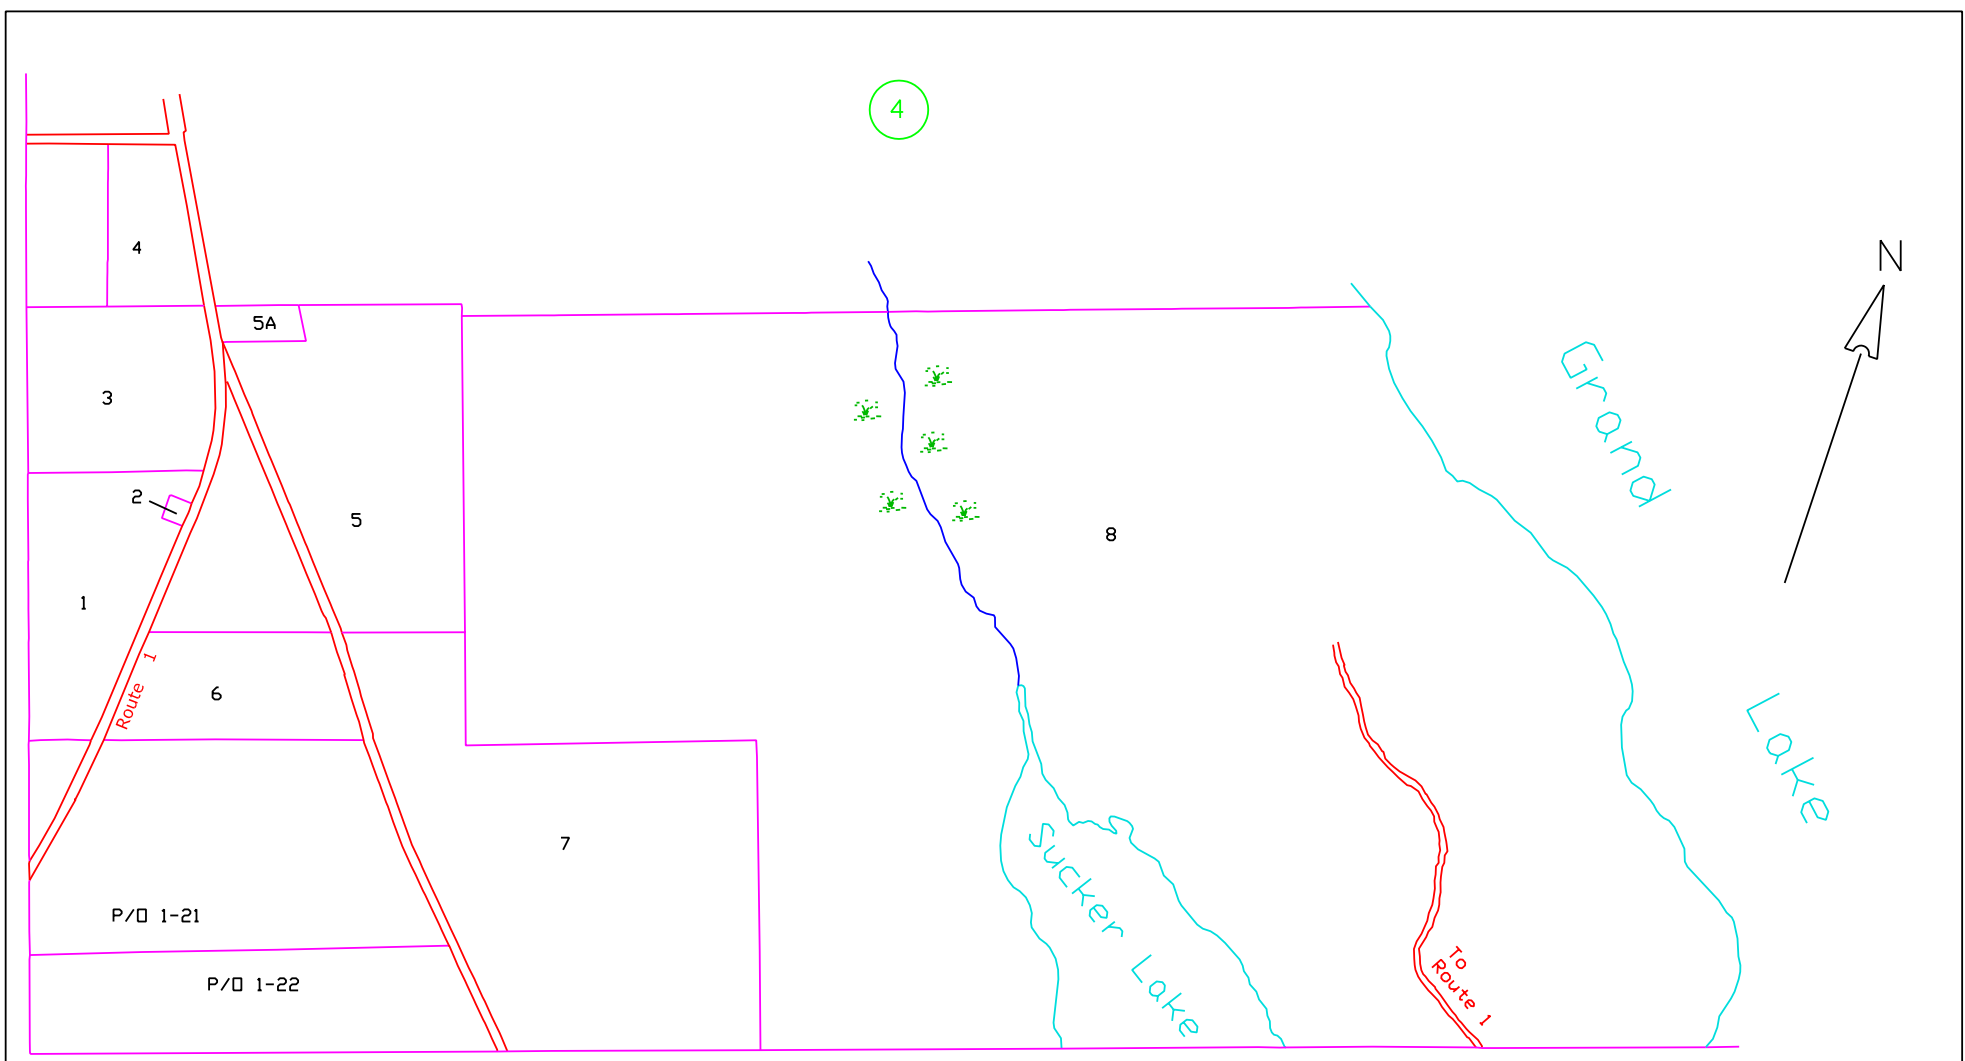 4
N
4
5A
Grand
3
2
5
8
1
Route 1
6
Lake
7
Sucker Lake
P/O 1-21
To
Route 1
P/O 1-22